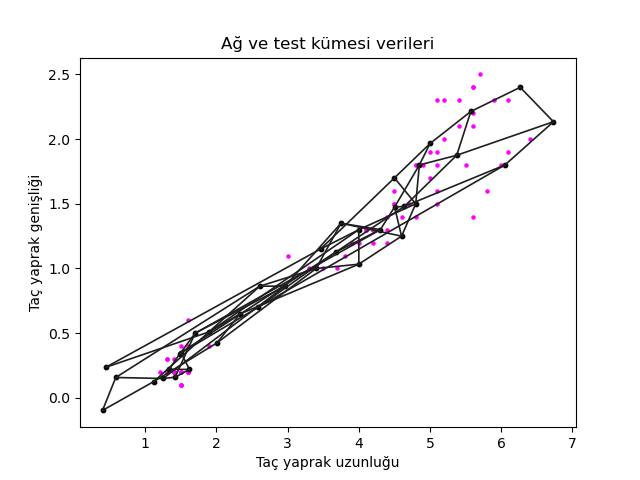 Ağ ve test kümesi verileri
Taç yaprak genişliği
2.5
2.0
1.5
1.0
0.5
0.0
1 2 3 4 5 6 7
Taç yaprak uzunluğu